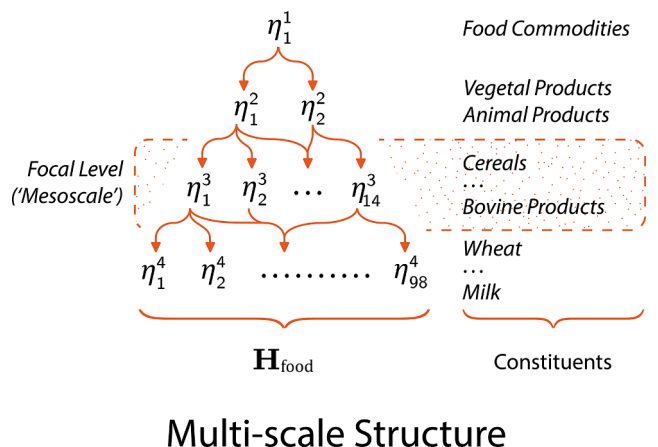 η₁¹ Food Commodities
Vegetal Products
η₁² η₂² Animal Products
Focal Level Cereals
('Mesoscale') η₁³ η₂³ ... η₁₄³ ...
Bovine Products
Wheat
η₁⁴ η₂⁴ .......... η₉₈⁴ ...
Milk
H_food Constituents
Multi-scale Structure